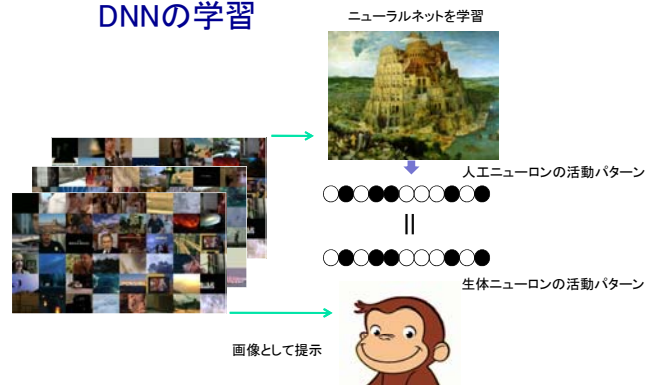 DNNの学習
ニューラルネットを学習
人工ニューロンの活動パターン
||
生体ニューロンの活動パターン
画像として提示